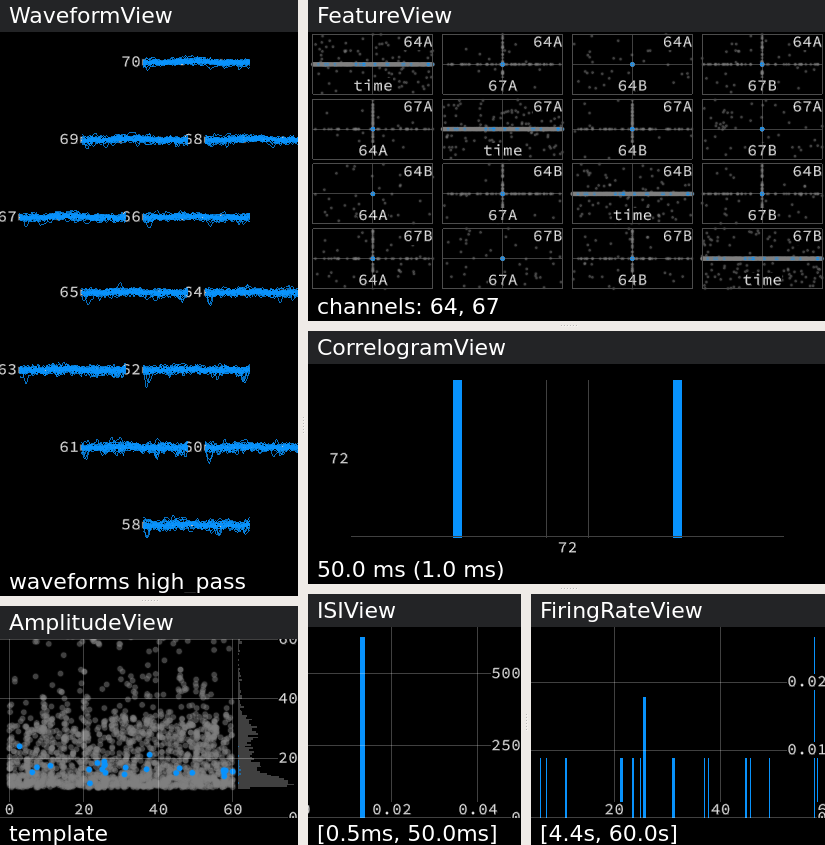 WaveformView
70
69 68
67 66
65 64
63 62
61 60
58
waveforms high_pass
FeatureView
64A 64A 64A 64A
time 67A 64B 67B
67A 67A 67A 67A
64A time 64B 67B
64B 64B 64B 64B
64A 67A time 67B
67B 67B 67B 67B
64A 67A 64B time
channels: 64, 67
CorrelogramView
72
72
50.0 ms (1.0 ms)
AmplitudeView
60
40
20
0
0 20 40 60
template
ISIView
500
250
0
0.02 0.04
[0.5ms, 50.0ms]
FiringRateView
0.02
0.01
20 40
[4.4s, 60.0s]